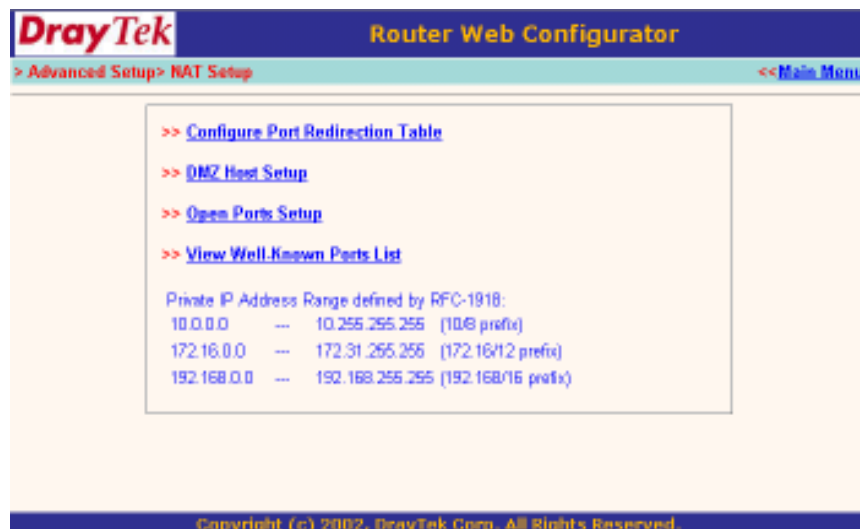 DrayTek Router Web Configurator
> Advanced Setup> NAT Setup <<Main Menu
>> Configure Port Redirection Table
>> DMZ Host Setup
>> Open Ports Setup
>> View Well-Known Ports List
Private IP Address Range defined by RFC-1918:
10.0.0.0 --- 10.255.255.255 (10/8 prefix)
172.16.0.0 --- 172.31.255.255 (172.16/12 prefix)
192.168.0.0 --- 192.168.255.255 (192.168/16 prefix)
Copyright (c) 2002, DrayTek Corp. All Rights Reserved.